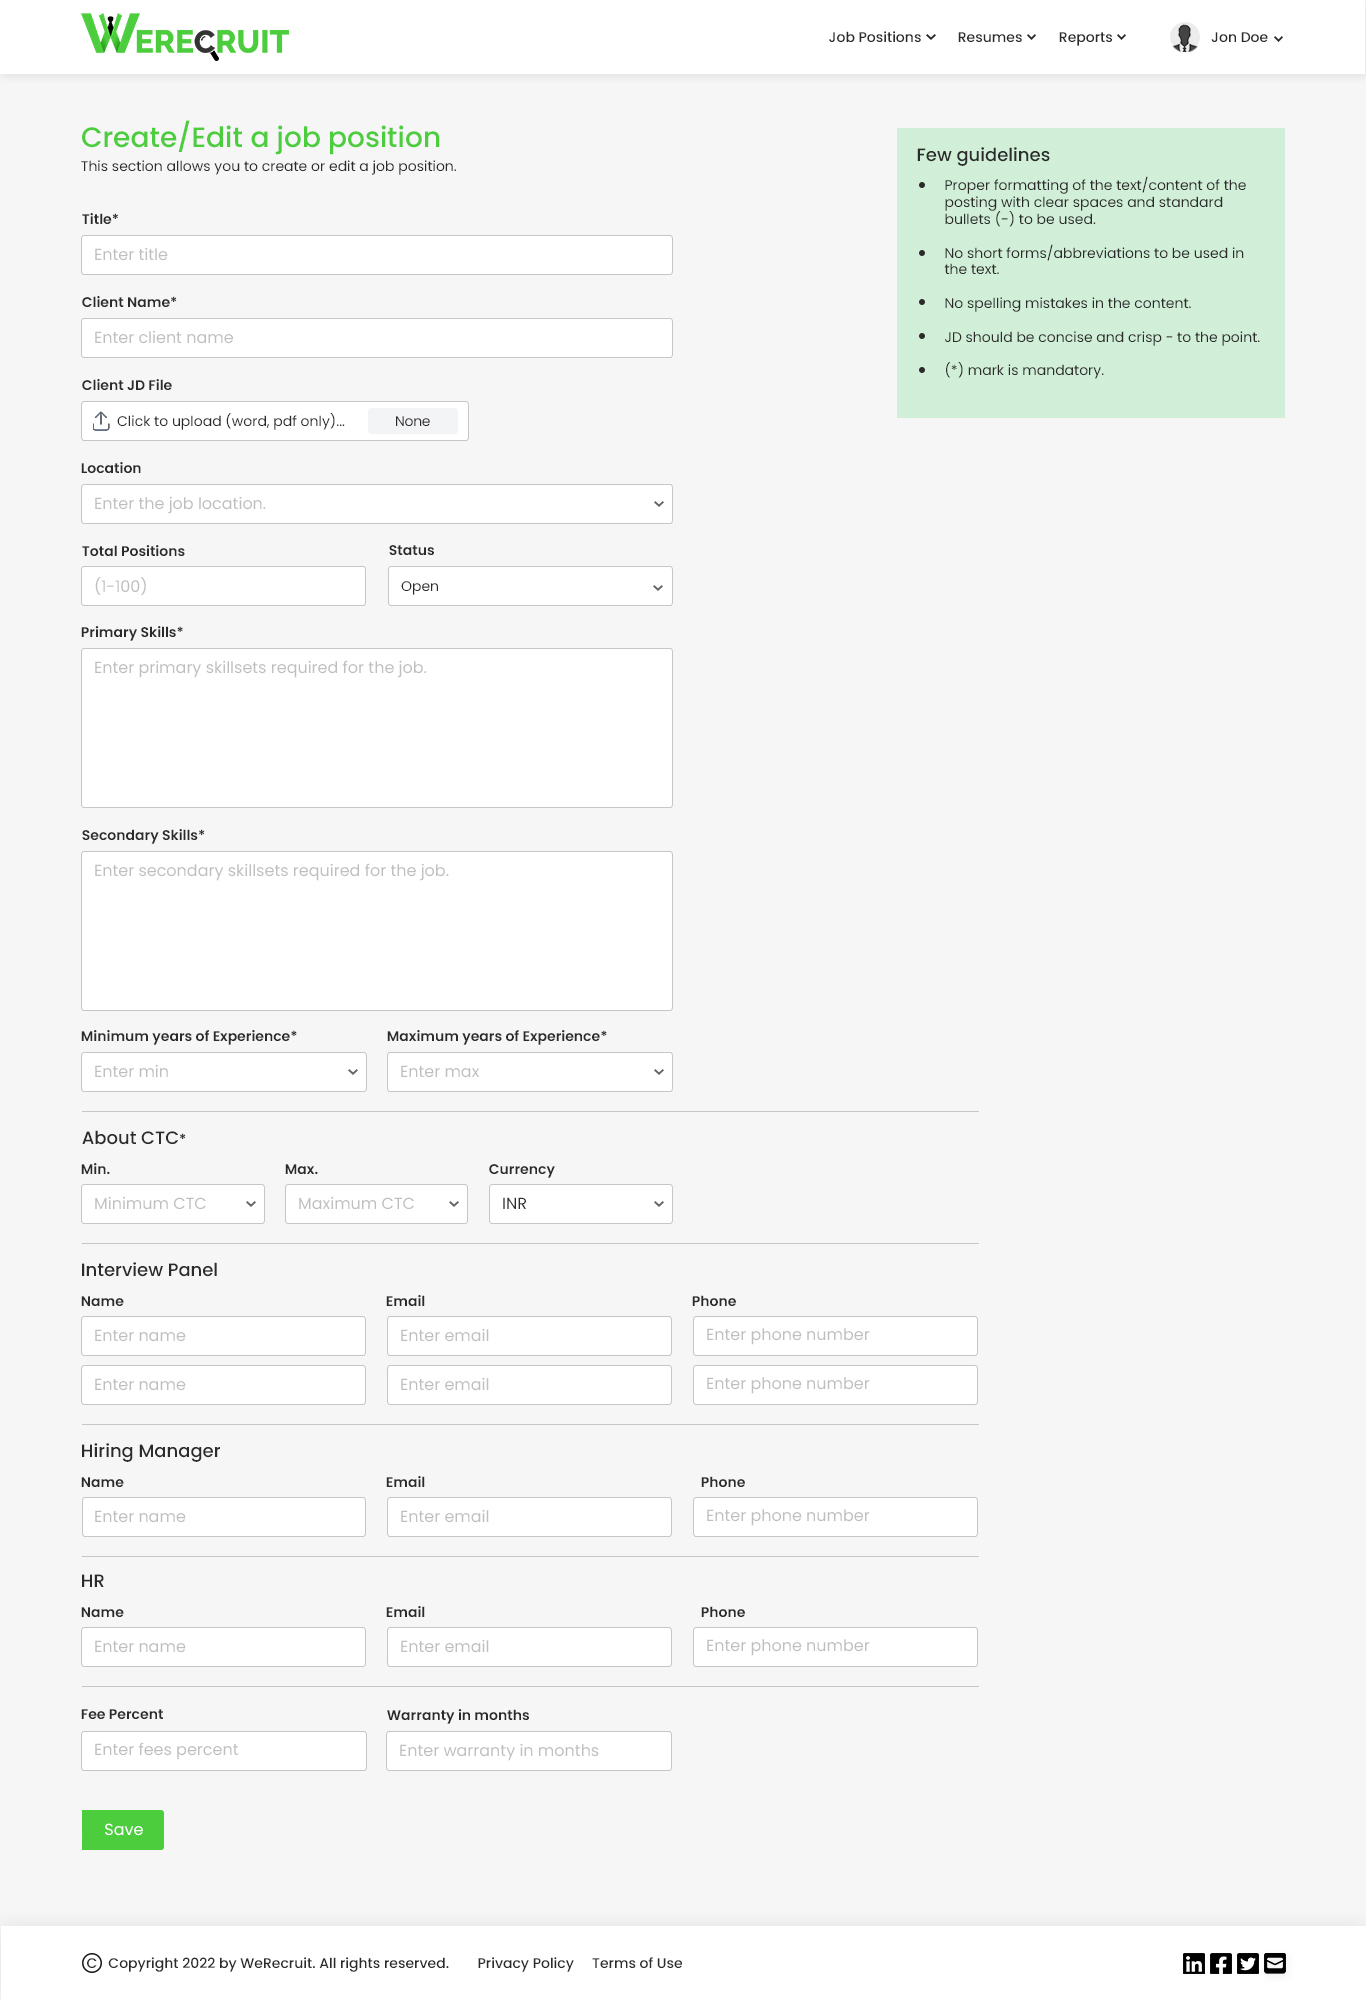 WERECRUIT
Job Positions
Resumes
Reports
Jon Doe
Create/Edit a job position
This section allows you to create or edit a job position.
Few guidelines
• Proper formatting of the text/content of the
posting with clear spaces and standard
bullets (-) to be used.
• No short forms/abbreviations to be used in
the text.
• No spelling mistakes in the content.
• JD should be concise and crisp - to the point.
• (*) mark is mandatory.
Title*
Enter title
Client Name*
Enter client name
Client JD File
Click to upload (word, pdf only)...
None
Location
Enter the job location.
Total Positions
Status
(1-100)
Open
Primary Skills*
Enter primary skillsets required for the job.
Secondary Skills*
Enter secondary skillsets required for the job.
Minimum years of Experience*
Maximum years of Experience*
Enter min
Enter max
About CTC*
Min.
Max.
Currency
Minimum CTC
Maximum CTC
INR
Interview Panel
Name
Email
Phone
Enter name
Enter email
Enter phone number
Enter name
Enter email
Enter phone number
Hiring Manager
Name
Email
Phone
Enter name
Enter email
Enter phone number
HR
Name
Email
Phone
Enter name
Enter email
Enter phone number
Fee Percent
Warranty in months
Enter fees percent
Enter warranty in months
Save
© Copyright 2022 by WeRecruit. All rights reserved.
Privacy Policy
Terms of Use